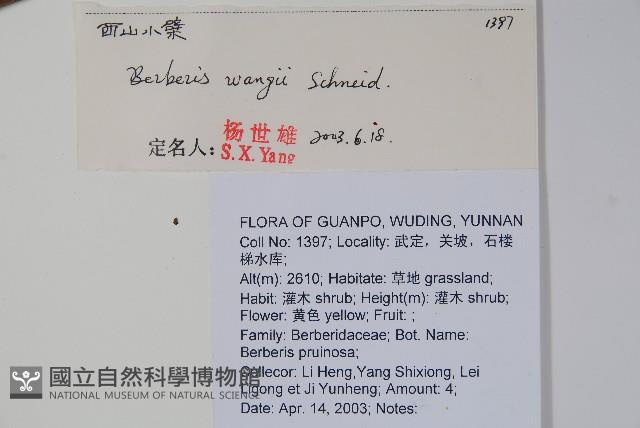 西山小檗 1397
Berberis wangii Schneid.
定名人: 杨世雄 S.X.Yang 2003.6.18.
FLORA OF GUANPO, WUDING, YUNNAN
Coll No: 1397; Locality: 武定，关坡，石楼
梯水库;
Alt(m): 2610; Habitate: 草地 grassland;
Habit: 灌木 shrub; Height(m): 灌木 shrub;
Flower: 黄色 yellow; Fruit: ;
Family: Berberidaceae; Bot. Name:
Berberis pruinosa;
Collecor: Li Heng,Yang Shixiong, Lei
Ligong et Ji Yunheng; Amount: 4;
Date: Apr. 14, 2003; Notes:
國立自然科學博物館
NATIONAL MUSEUM OF NATURAL SCIENCE